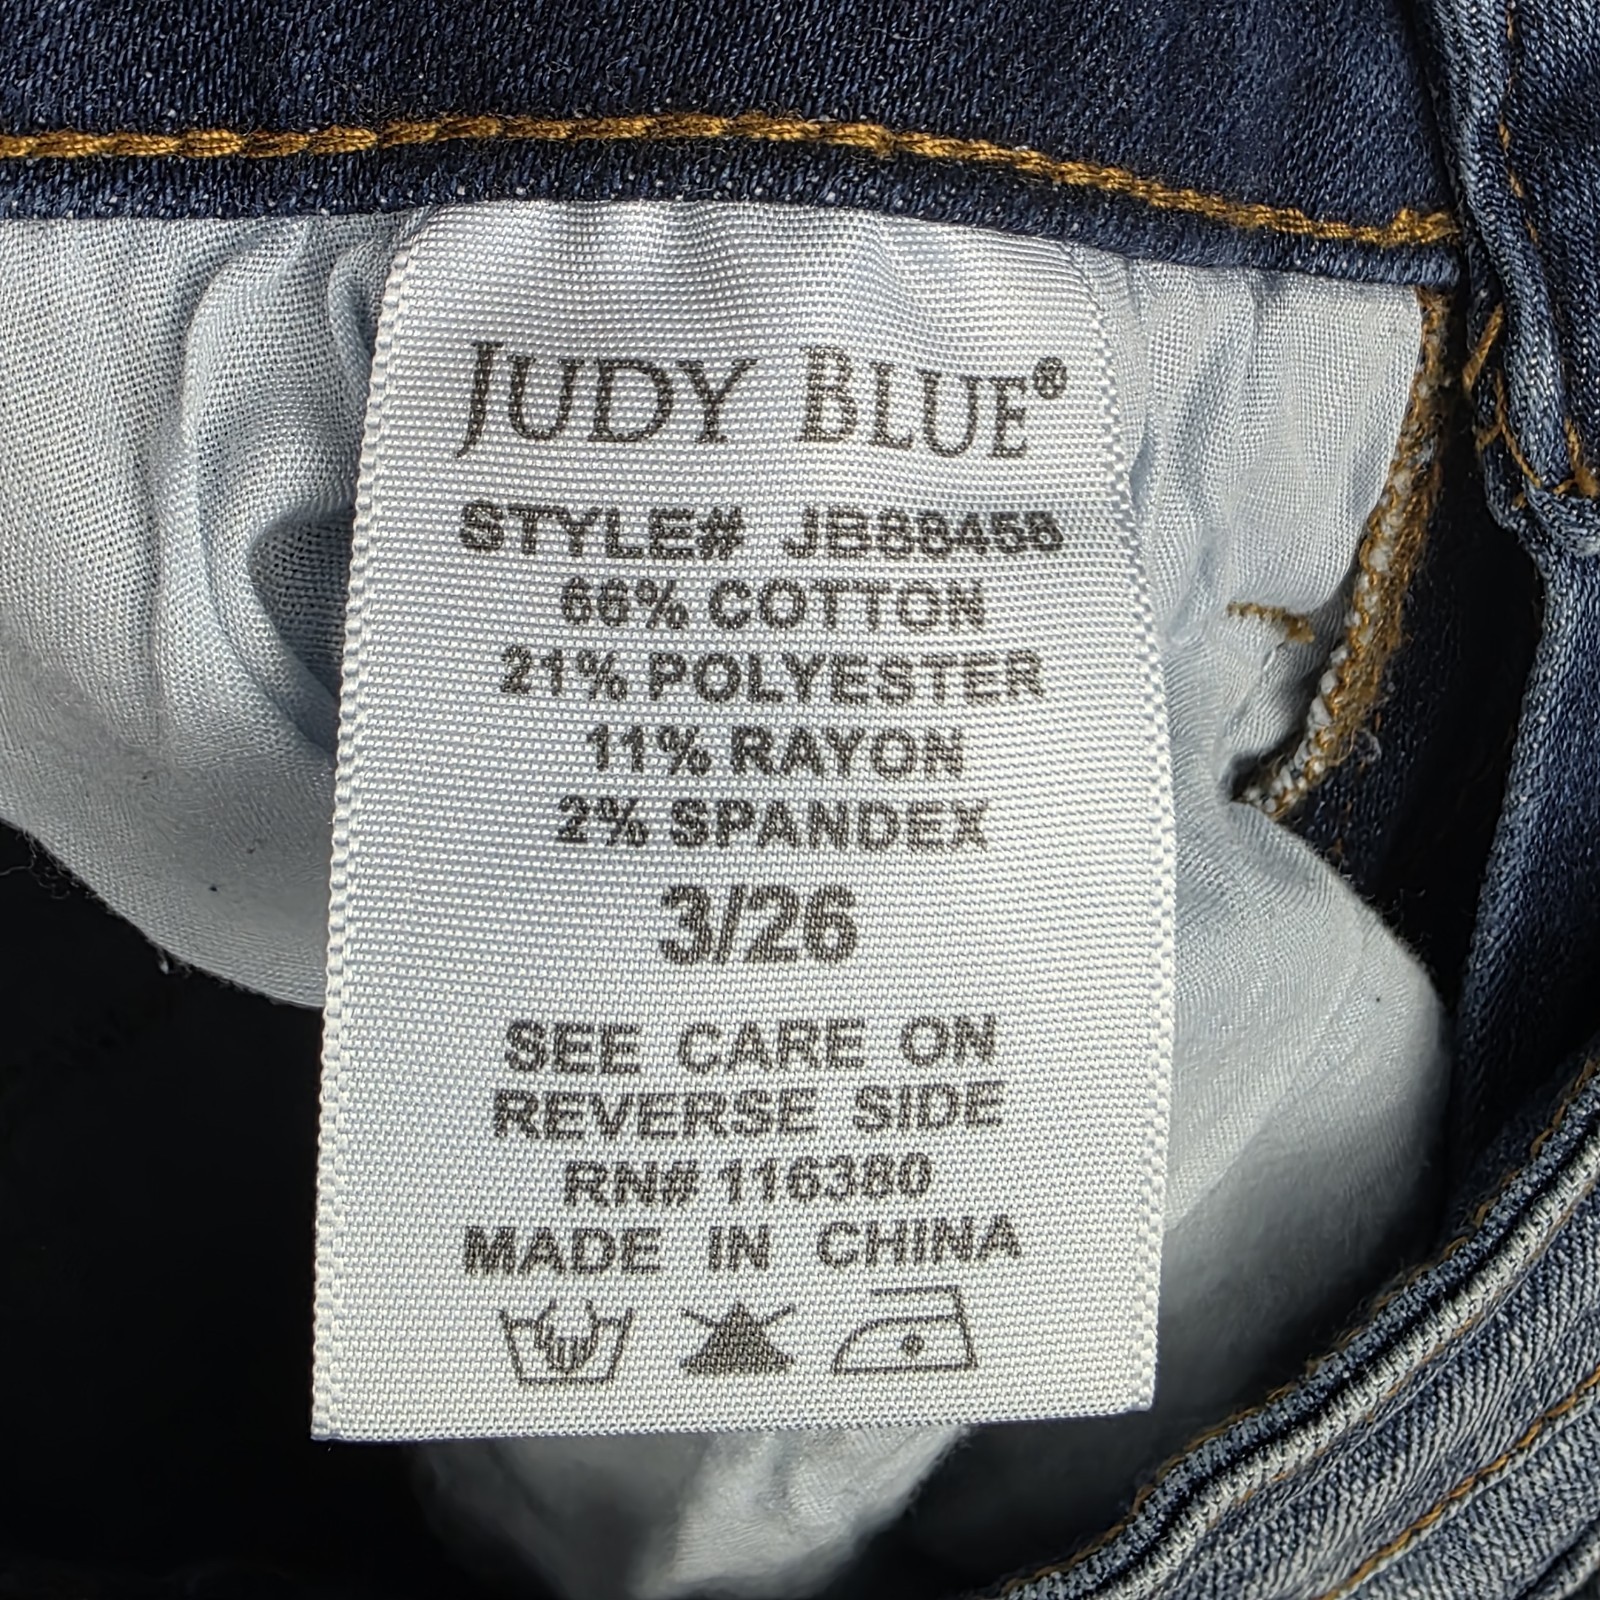 JUDY BLUE®
STYLE# JB88458
66% COTTON
21% POLYESTER
11% RAYON
2% SPANDEX
3/26
SEE CARE ON
REVERSE SIDE
RN# 116380
MADE IN CHINA